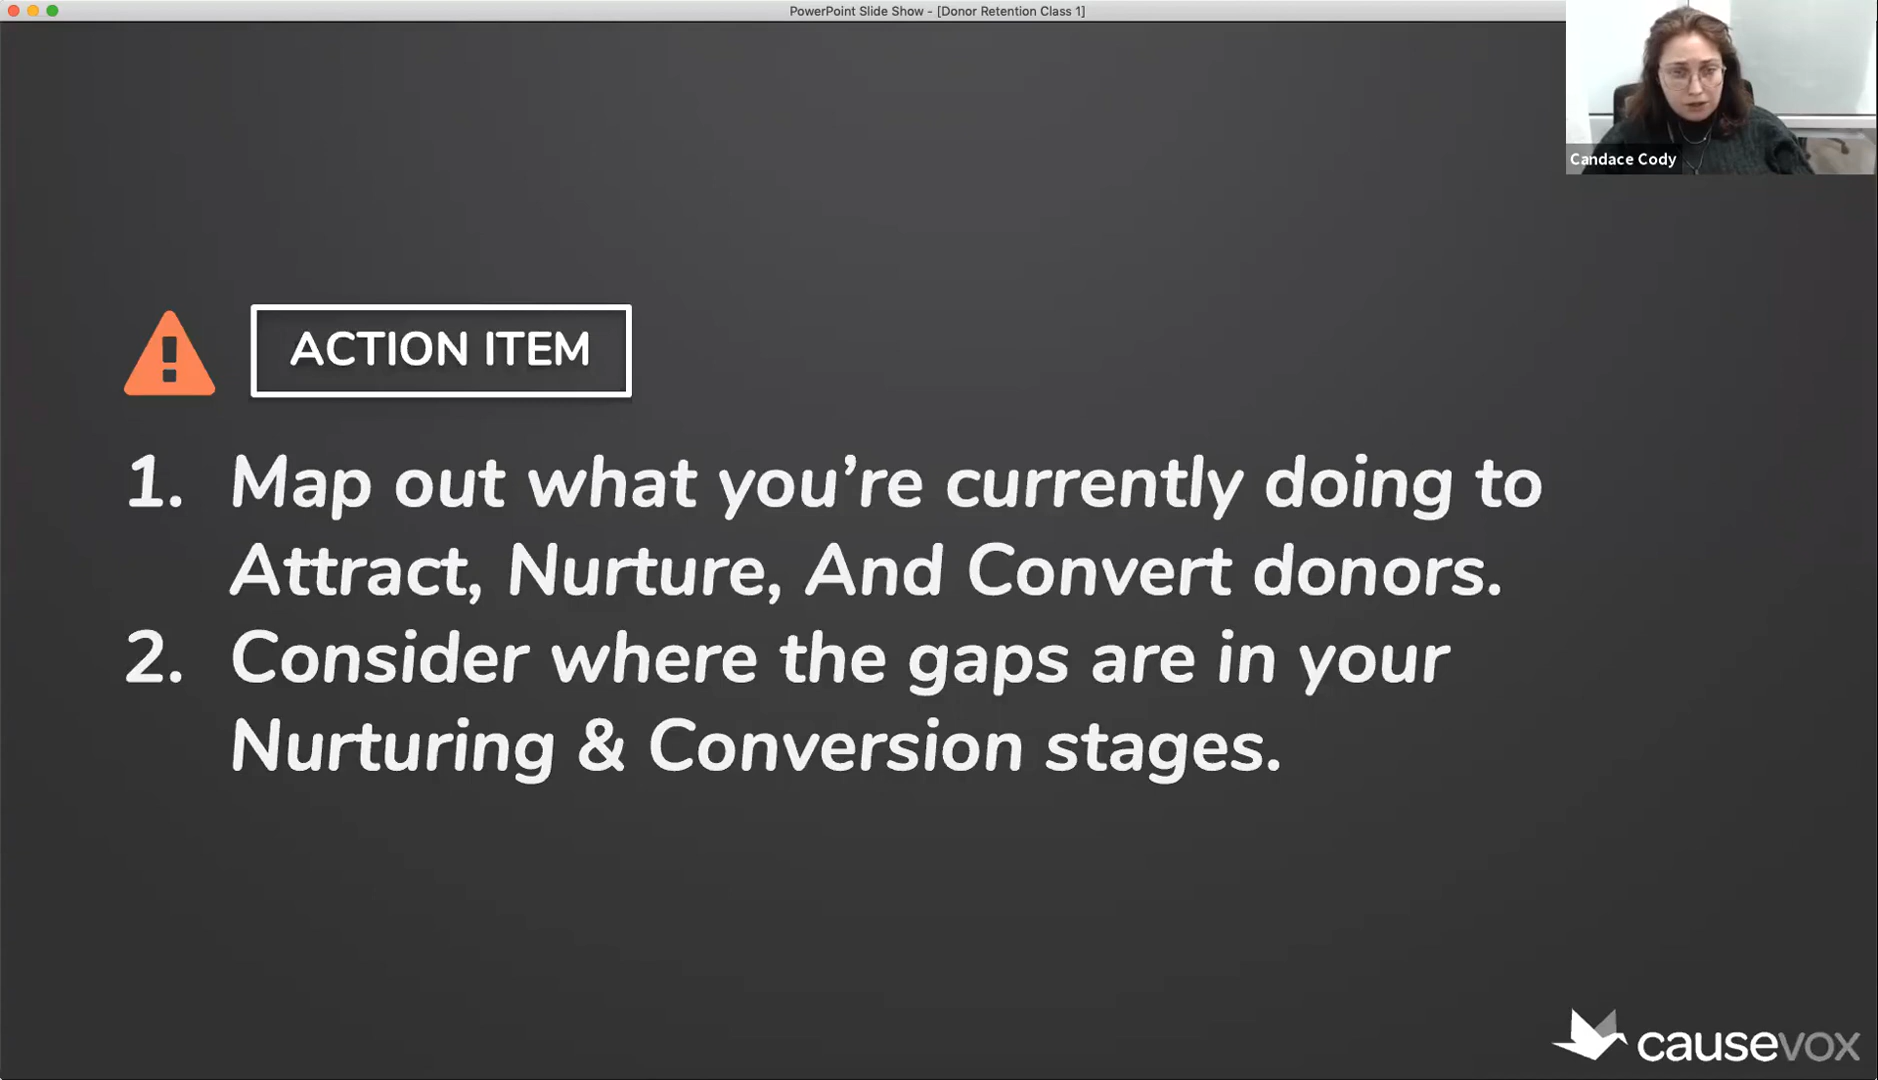 PowerPoint Slide Show - [Donor Retention Class 1]
Candace Cody
ACTION ITEM
1. Map out what you’re currently doing to
Attract, Nurture, And Convert donors.
2. Consider where the gaps are in your
Nurturing & Conversion stages.
causevox